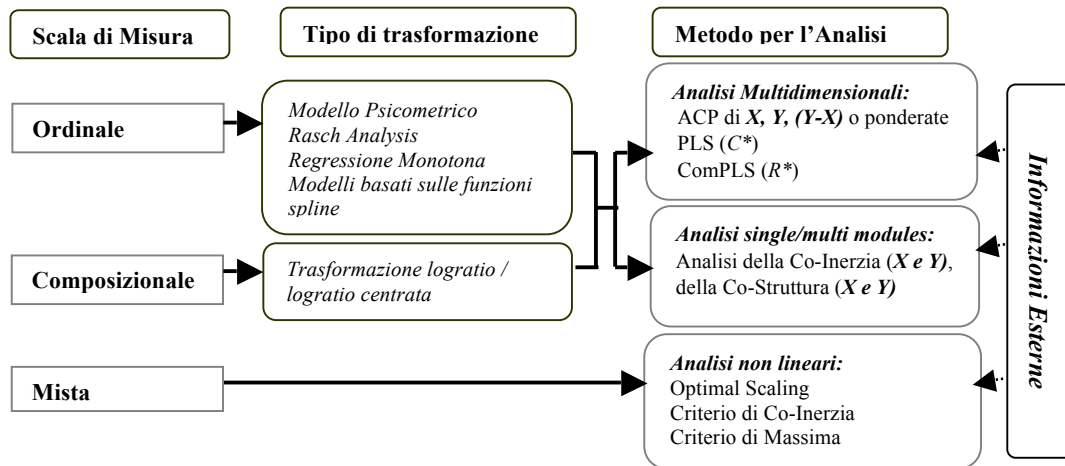 Scala di Misura
Tipo di trasformazione
Metodo per l'Analisi
Ordinale
Modello Psicometrico
Rasch Analysis
Regressione Monotona
Modelli basati sulle funzioni
spline
Analisi Multidimensionali:
ACP di X, Y, (Y-X) o ponderate
PLS (C*)
ComPLS (R*)
Composizionale
Trasformazione logratio /
logratio centrata
Analisi single/multi modules:
Analisi della Co-Inerzia (X e Y),
della Co-Struttura (X e Y)
Mista
Analisi non lineari:
Optimal Scaling
Criterio di Co-Inerzia
Criterio di Massima
Informazioni Esterne